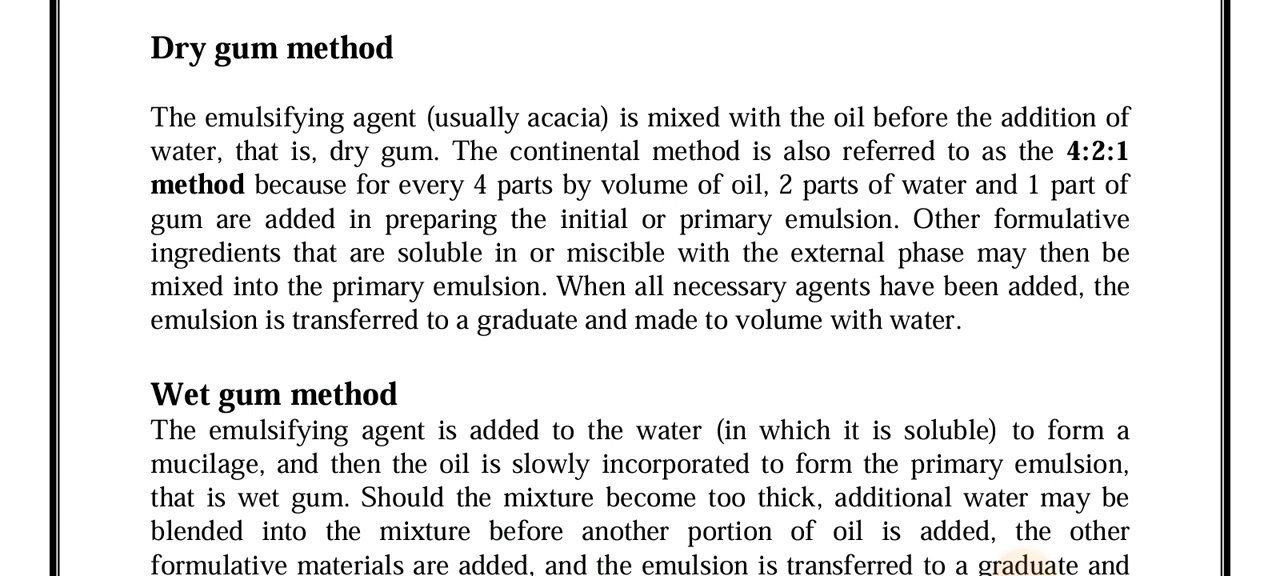 Dry gum method
The emulsifying agent (usually acacia) is mixed with the oil before the addition of
water, that is, dry gum. The continental method is also referred to as the 4:2:1
method because for every 4 parts by volume of oil, 2 parts of water and 1 part of
gum are added in preparing the initial or primary emulsion. Other formulative
ingredients that are soluble in or miscible with the external phase may then be
mixed into the primary emulsion. When all necessary agents have been added, the
emulsion is transferred to a graduate and made to volume with water.
Wet gum method
The emulsifying agent is added to the water (in which it is soluble) to form a
mucilage, and then the oil is slowly incorporated to form the primary emulsion,
that is wet gum. Should the mixture become too thick, additional water may be
blended into the mixture before another portion of oil is added, the other
formulative materials are added, and the emulsion is transferred to a graduate and